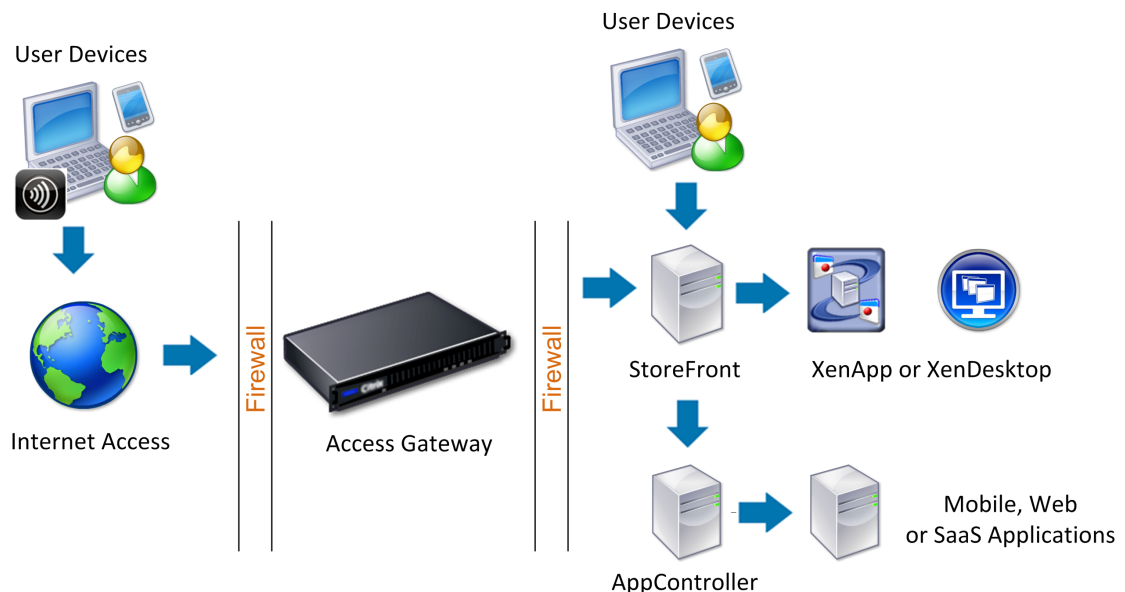 User Devices
User Devices
Firewall
Citrix
Firewall
StoreFront
XenApp or XenDesktop
Internet Access
Access Gateway
Mobile, Web
or SaaS Applications
AppController